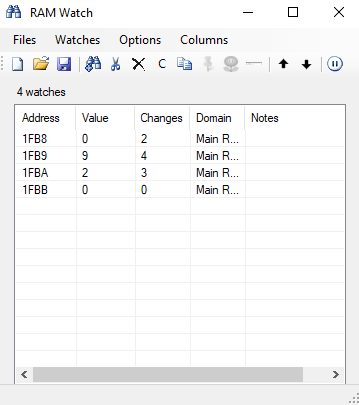 RAM Watch
Files Watches Options Columns
C
4 watches
Address Value Changes Domain Notes
1FB8 0 2 Main R...
1FB9 9 4 Main R...
1FBA 2 3 Main R...
1FBB 0 0 Main R...